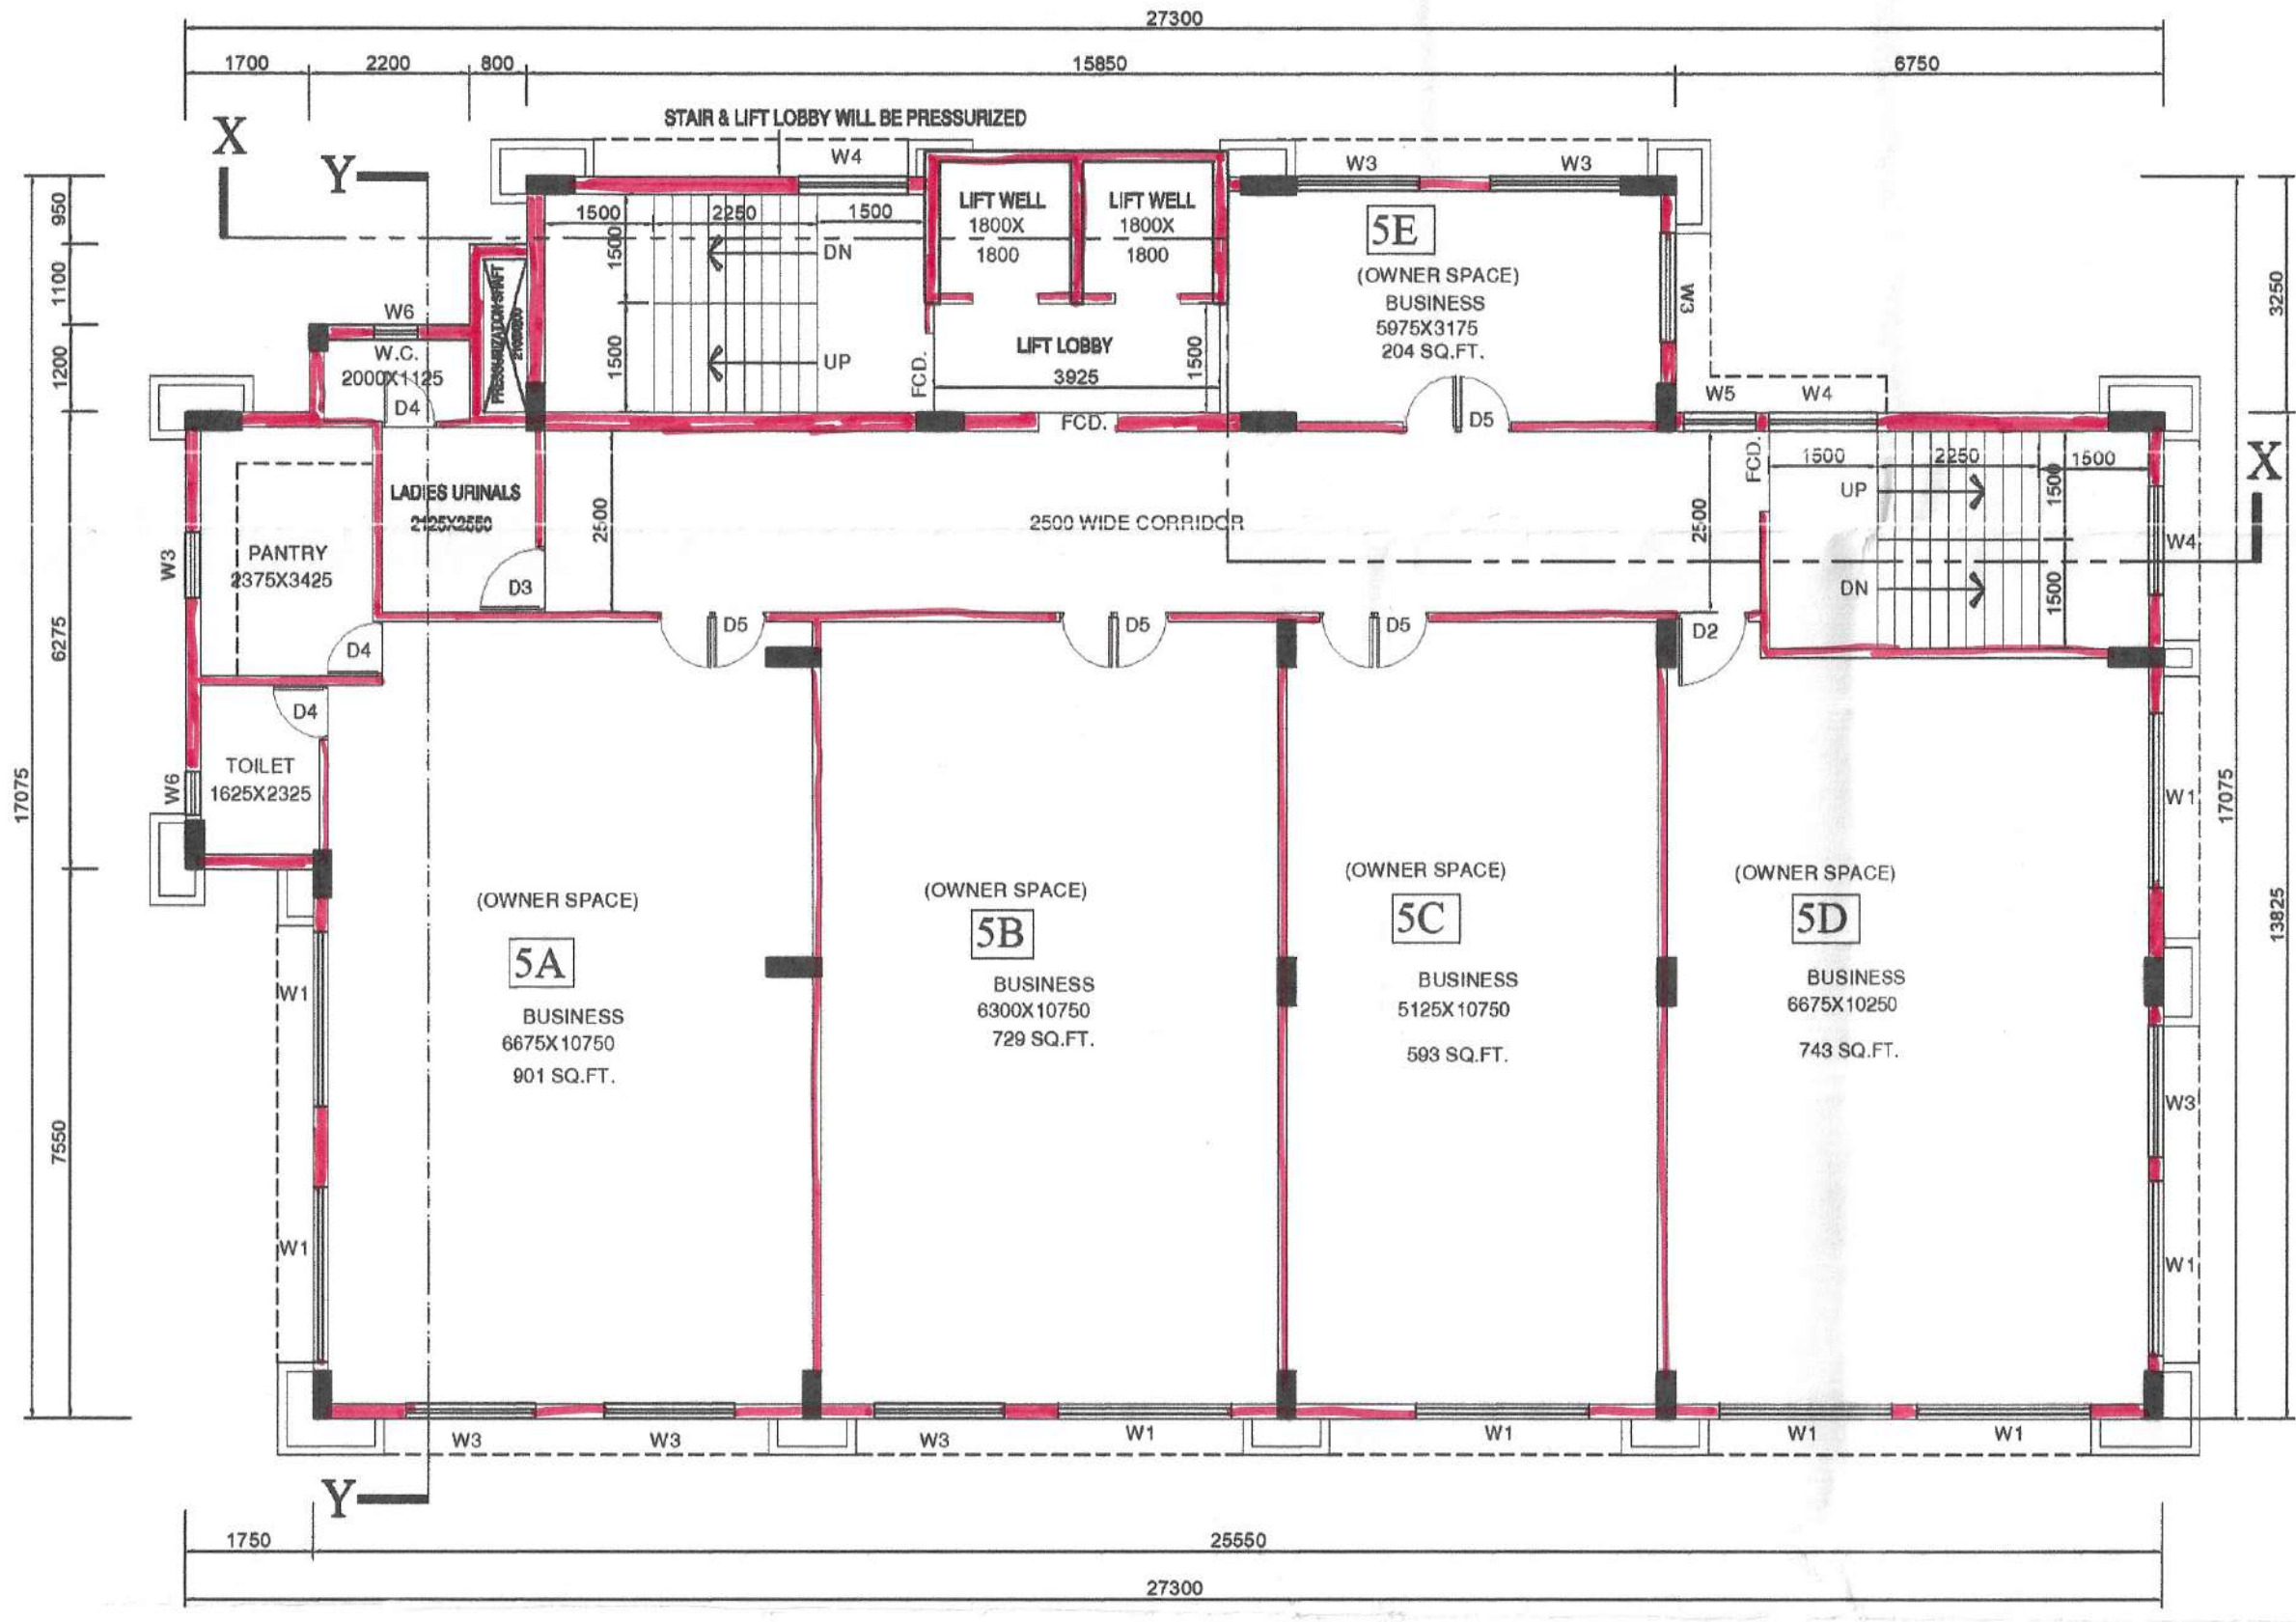 27300
1700
2200
800
15850
6750
STAIR & LIFT LOBBY WILL BE PRESSURIZED
X
Y
W4
W3
W3
950
1100
1200
6275
7550
17075
1500
2250
1500
1500
1500
DN
UP
LIFT WELL
1800X
1800
LIFT WELL
1800X
1800
LIFT LOBBY
3925
1500
FCD.
FCD.
5E
(OWNER SPACE)
BUSINESS
5975X3175
204 SQ.FT.
W3
D5
3250
W6
W.C.
2000X1125
D4
PRESSURIZATION SHAFT
W5
W4
FCD.
1500
2250
1500
1500
1500
UP
DN
W4
X
LADIES URINALS
2125X2550
D3
2500
2500 WIDE CORRIDOR
2500
PANTRY
2375X3425
W3
D4
D4
D5
D5
D5
D2
TOILET
1625X2325
W6
W1
17075
13825
(OWNER SPACE)
5A
BUSINESS
6675X10750
901 SQ.FT.
(OWNER SPACE)
5B
BUSINESS
6300X10750
729 SQ.FT.
(OWNER SPACE)
5C
BUSINESS
5125X10750
593 SQ.FT.
(OWNER SPACE)
5D
BUSINESS
6675X10250
743 SQ.FT.
W1
W1
W3
W1
W3
W3
W3
W1
W1
W1
W1
Y
1750
25550
27300